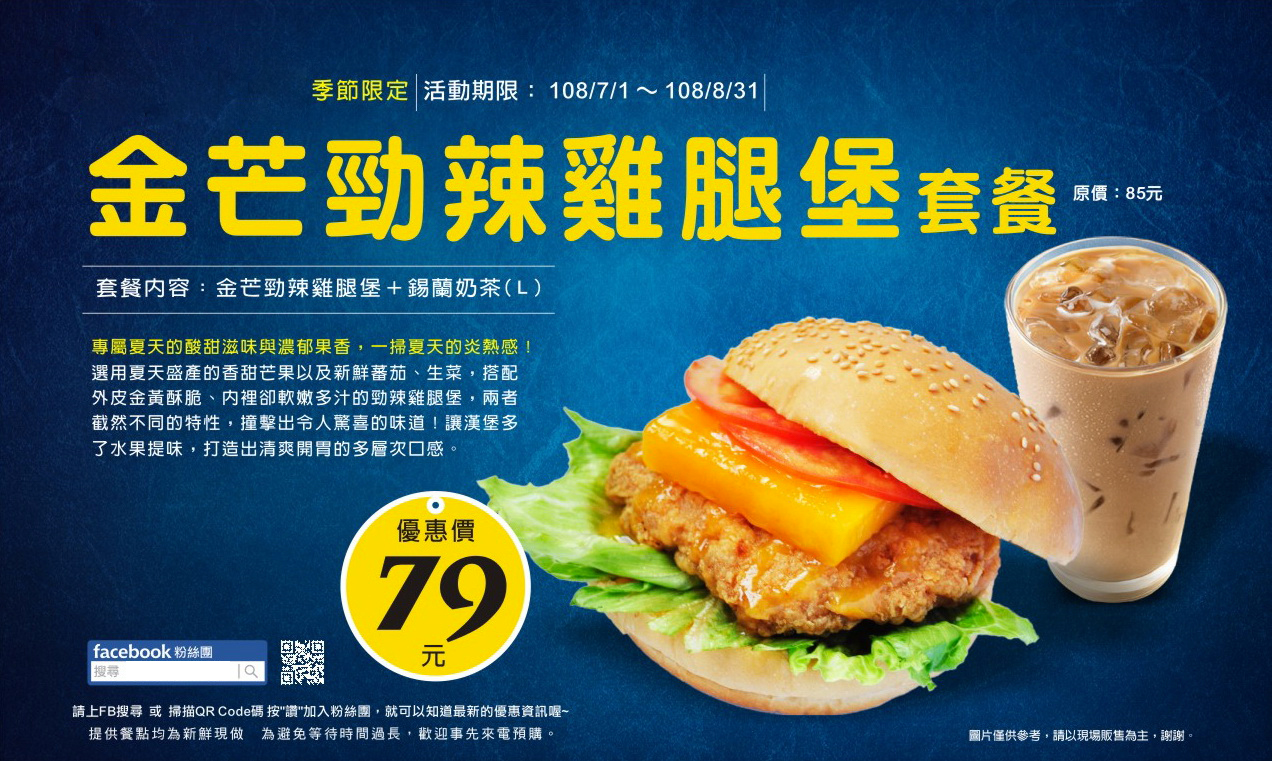 季節限定 活動期限： 108/7/1～108/8/31
金芒勁辣雞腿堡套餐 原價：85元
套餐內容：金芒勁辣雞腿堡＋錫蘭奶茶(L)
專屬夏天的酸甜滋味與濃郁果香，一掃夏天的炎熱感！
選用夏天盛產的香甜芒果以及新鮮蕃茄、生菜，搭配
外皮金黃酥脆、內裡卻軟嫩多汁的勁辣雞腿堡，兩者
截然不同的特性，撞擊出令人驚喜的味道！讓漢堡多
了水果提味，打造出清爽開胃的多層次口感。
優惠價
79
元
facebook 粉絲團
搜尋
請上FB搜尋 或 掃描QR Code碼 按"讚"加入粉絲團，就可以知道最新的優惠資訊喔~
提供餐點均為新鮮現做 為避免等待時間過長，歡迎事先來電預購。
圖片僅供參考，請以現場販售為主，謝謝。